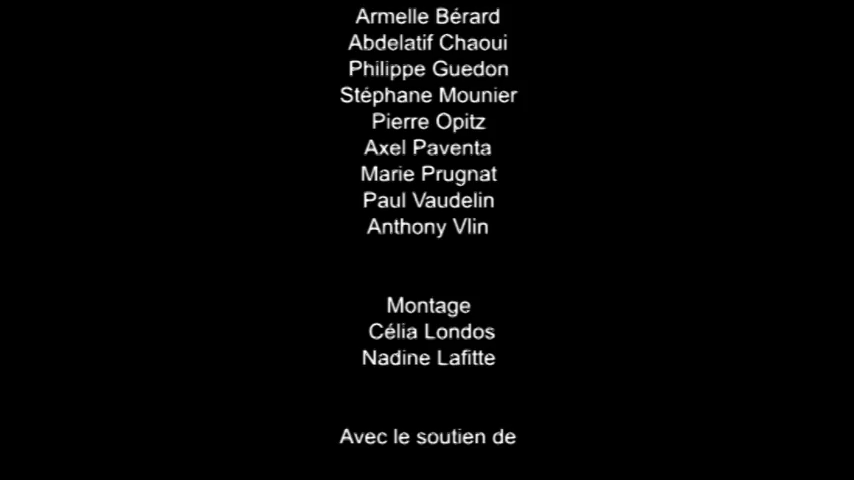 Armelle Bérard
Abdelatif Chaoui
Philippe Guedon
Stéphane Mounier
Pierre Opitz
Axel Paventa
Marie Prugnat
Paul Vaudelin
Anthony Vlin
Montage
Célia Londos
Nadine Lafitte
Avec le soutien de